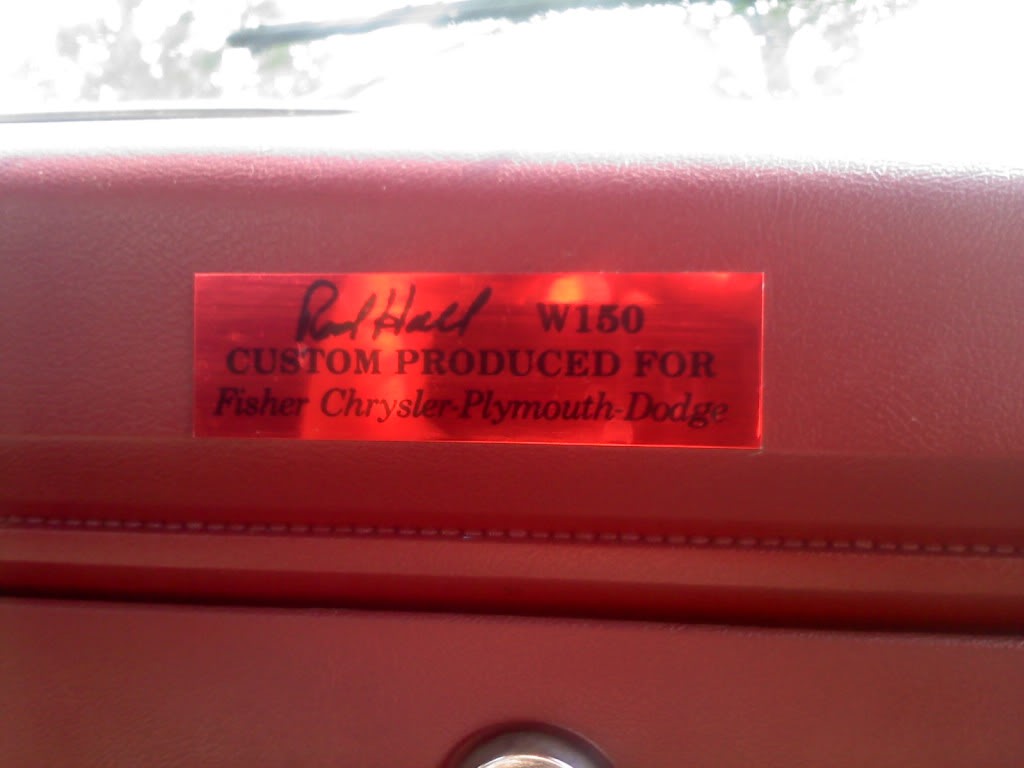 Rod Hall W150
CUSTOM PRODUCED FOR
Fisher Chrysler-Plymouth-Dodge